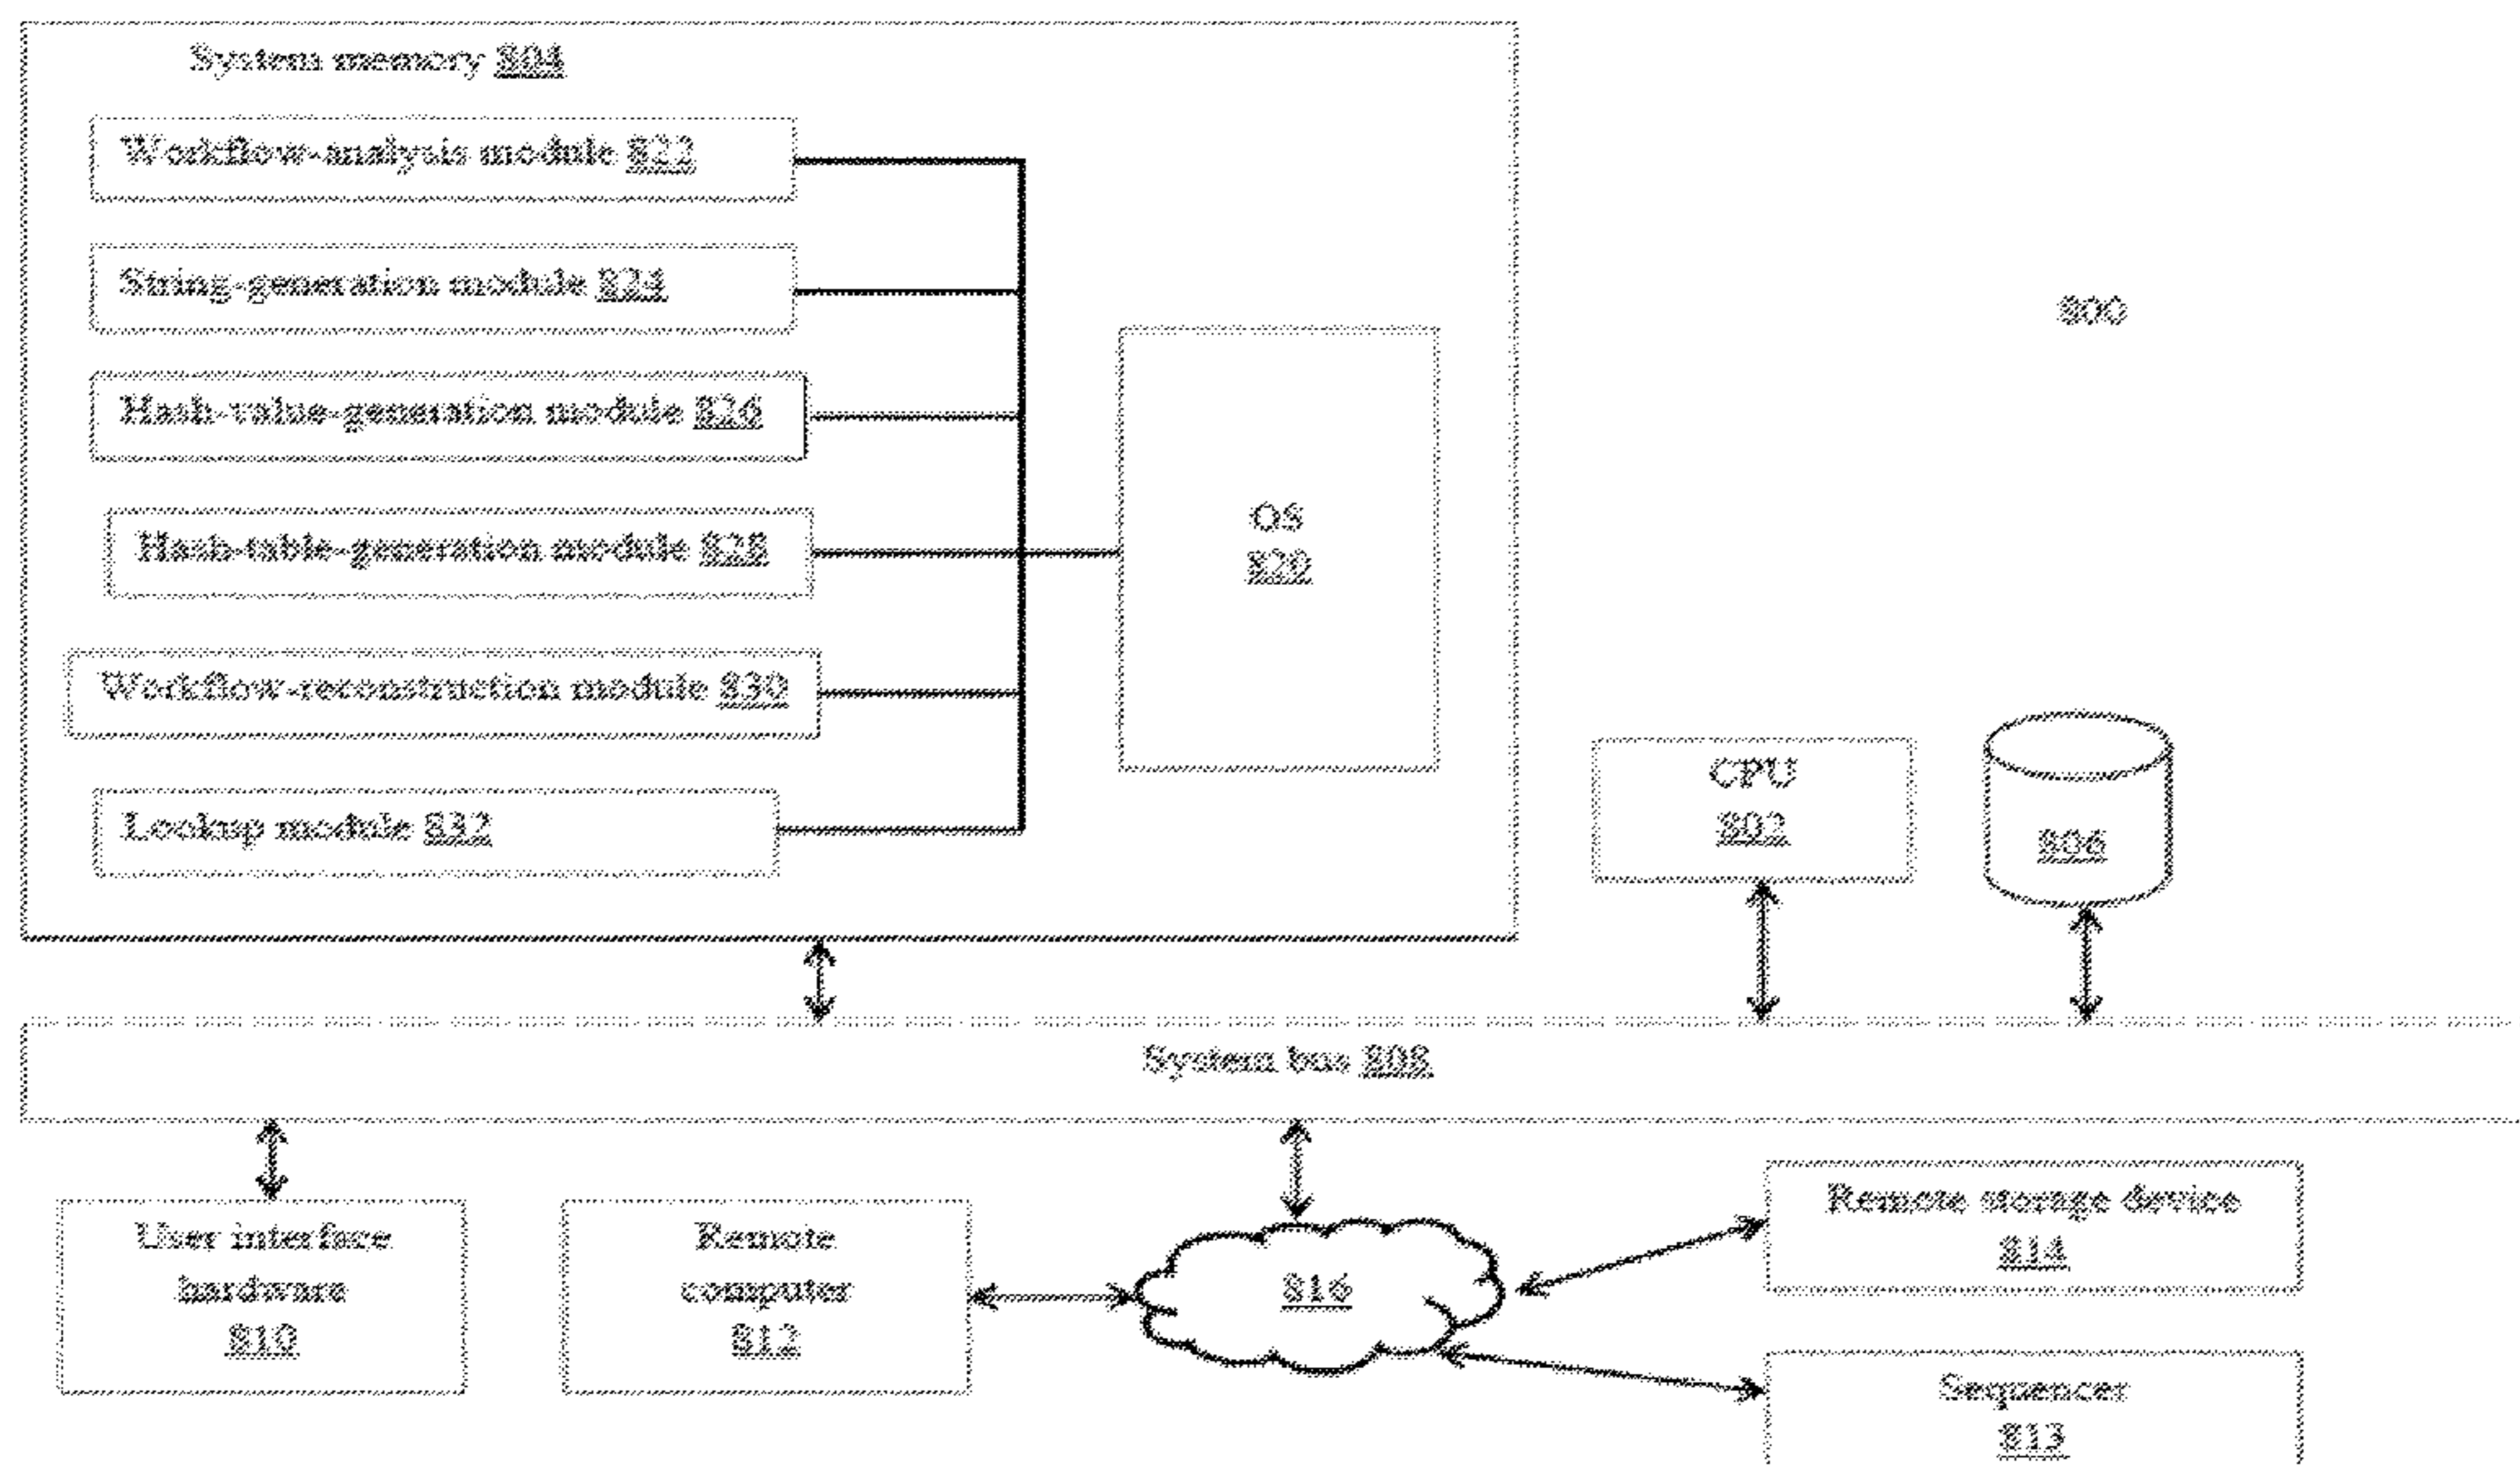 System memory 804
Workflow-analysis module 822
String-generation module 824
Hash-value-generation module 826
Hash-table-generation module 828
Workflow-reconstruction module 830
Lookup module 832
OS
820
800
CPU
802
806
System bus 808
User interface
hardware
810
Remote
computer
812
816
Remote storage device
814
Sequencer
813